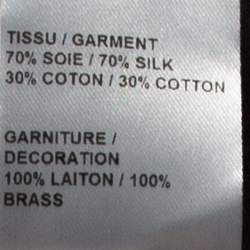 TISSU / GARMENT
70% SOIE / 70% SILK
30% COTON / 30% COTTON
GARNITURE /
DECORATION
100% LAITON / 100%
BRASS